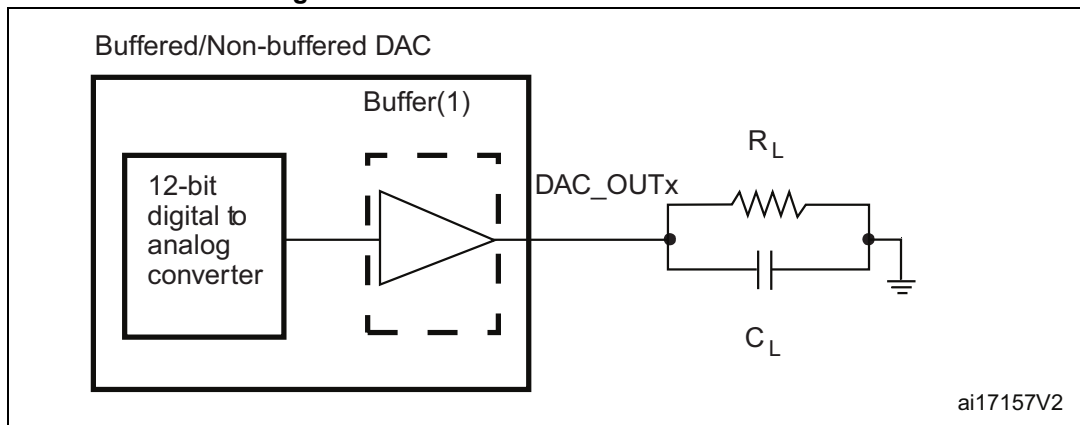 Buffered/Non-buffered DAC
Buffer(1)
12-bit
digital to
analog
converter
DAC_OUTx
R L
C L
ai17157V2